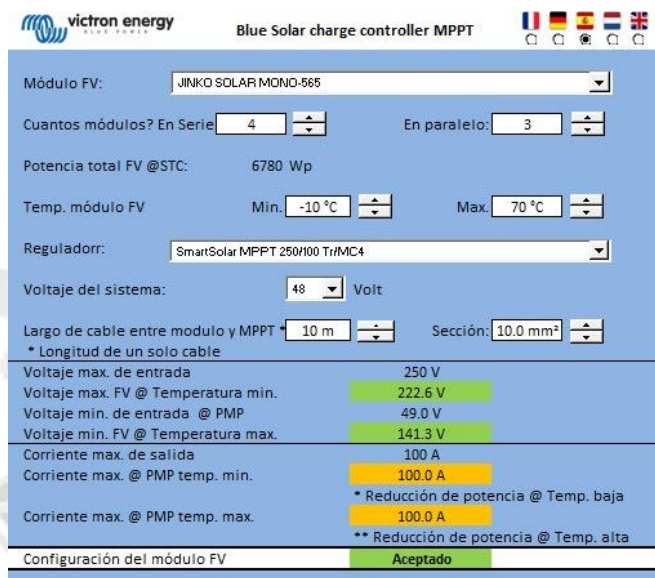 victron energy
BLUE POWER
Blue Solar charge controller MPPT
Módulo FV: JINKO SOLAR MONO-565
Cuantos módulos? En Serie 4 En paralelo: 3
Potencia total FV @STC: 6780 Wp
Temp. módulo FV Min. -10 °C Max. 70 °C
Reguladorr: SmartSolar MPPT 250/100 Tr/MC4
Voltaje del sistema: 48 Volt
Largo de cable entre modulo y MPPT * 10 m Sección: 10.0 mm²
* Longitud de un solo cable
Voltaje max. de entrada 250 V
Voltaje max. FV @ Temperatura min. 222.6 V
Voltaje min. de entrada @ PMP 49.0 V
Voltaje min. FV @ Temperatura max. 141.3 V
Corriente max. de salida 100 A
Corriente max. @ PMP temp. min. 100.0 A
* Reducción de potencia @ Temp. baja
Corriente max. @ PMP temp. max. 100.0 A
** Reducción de potencia @ Temp. alta
Configuración del módulo FV Aceptado